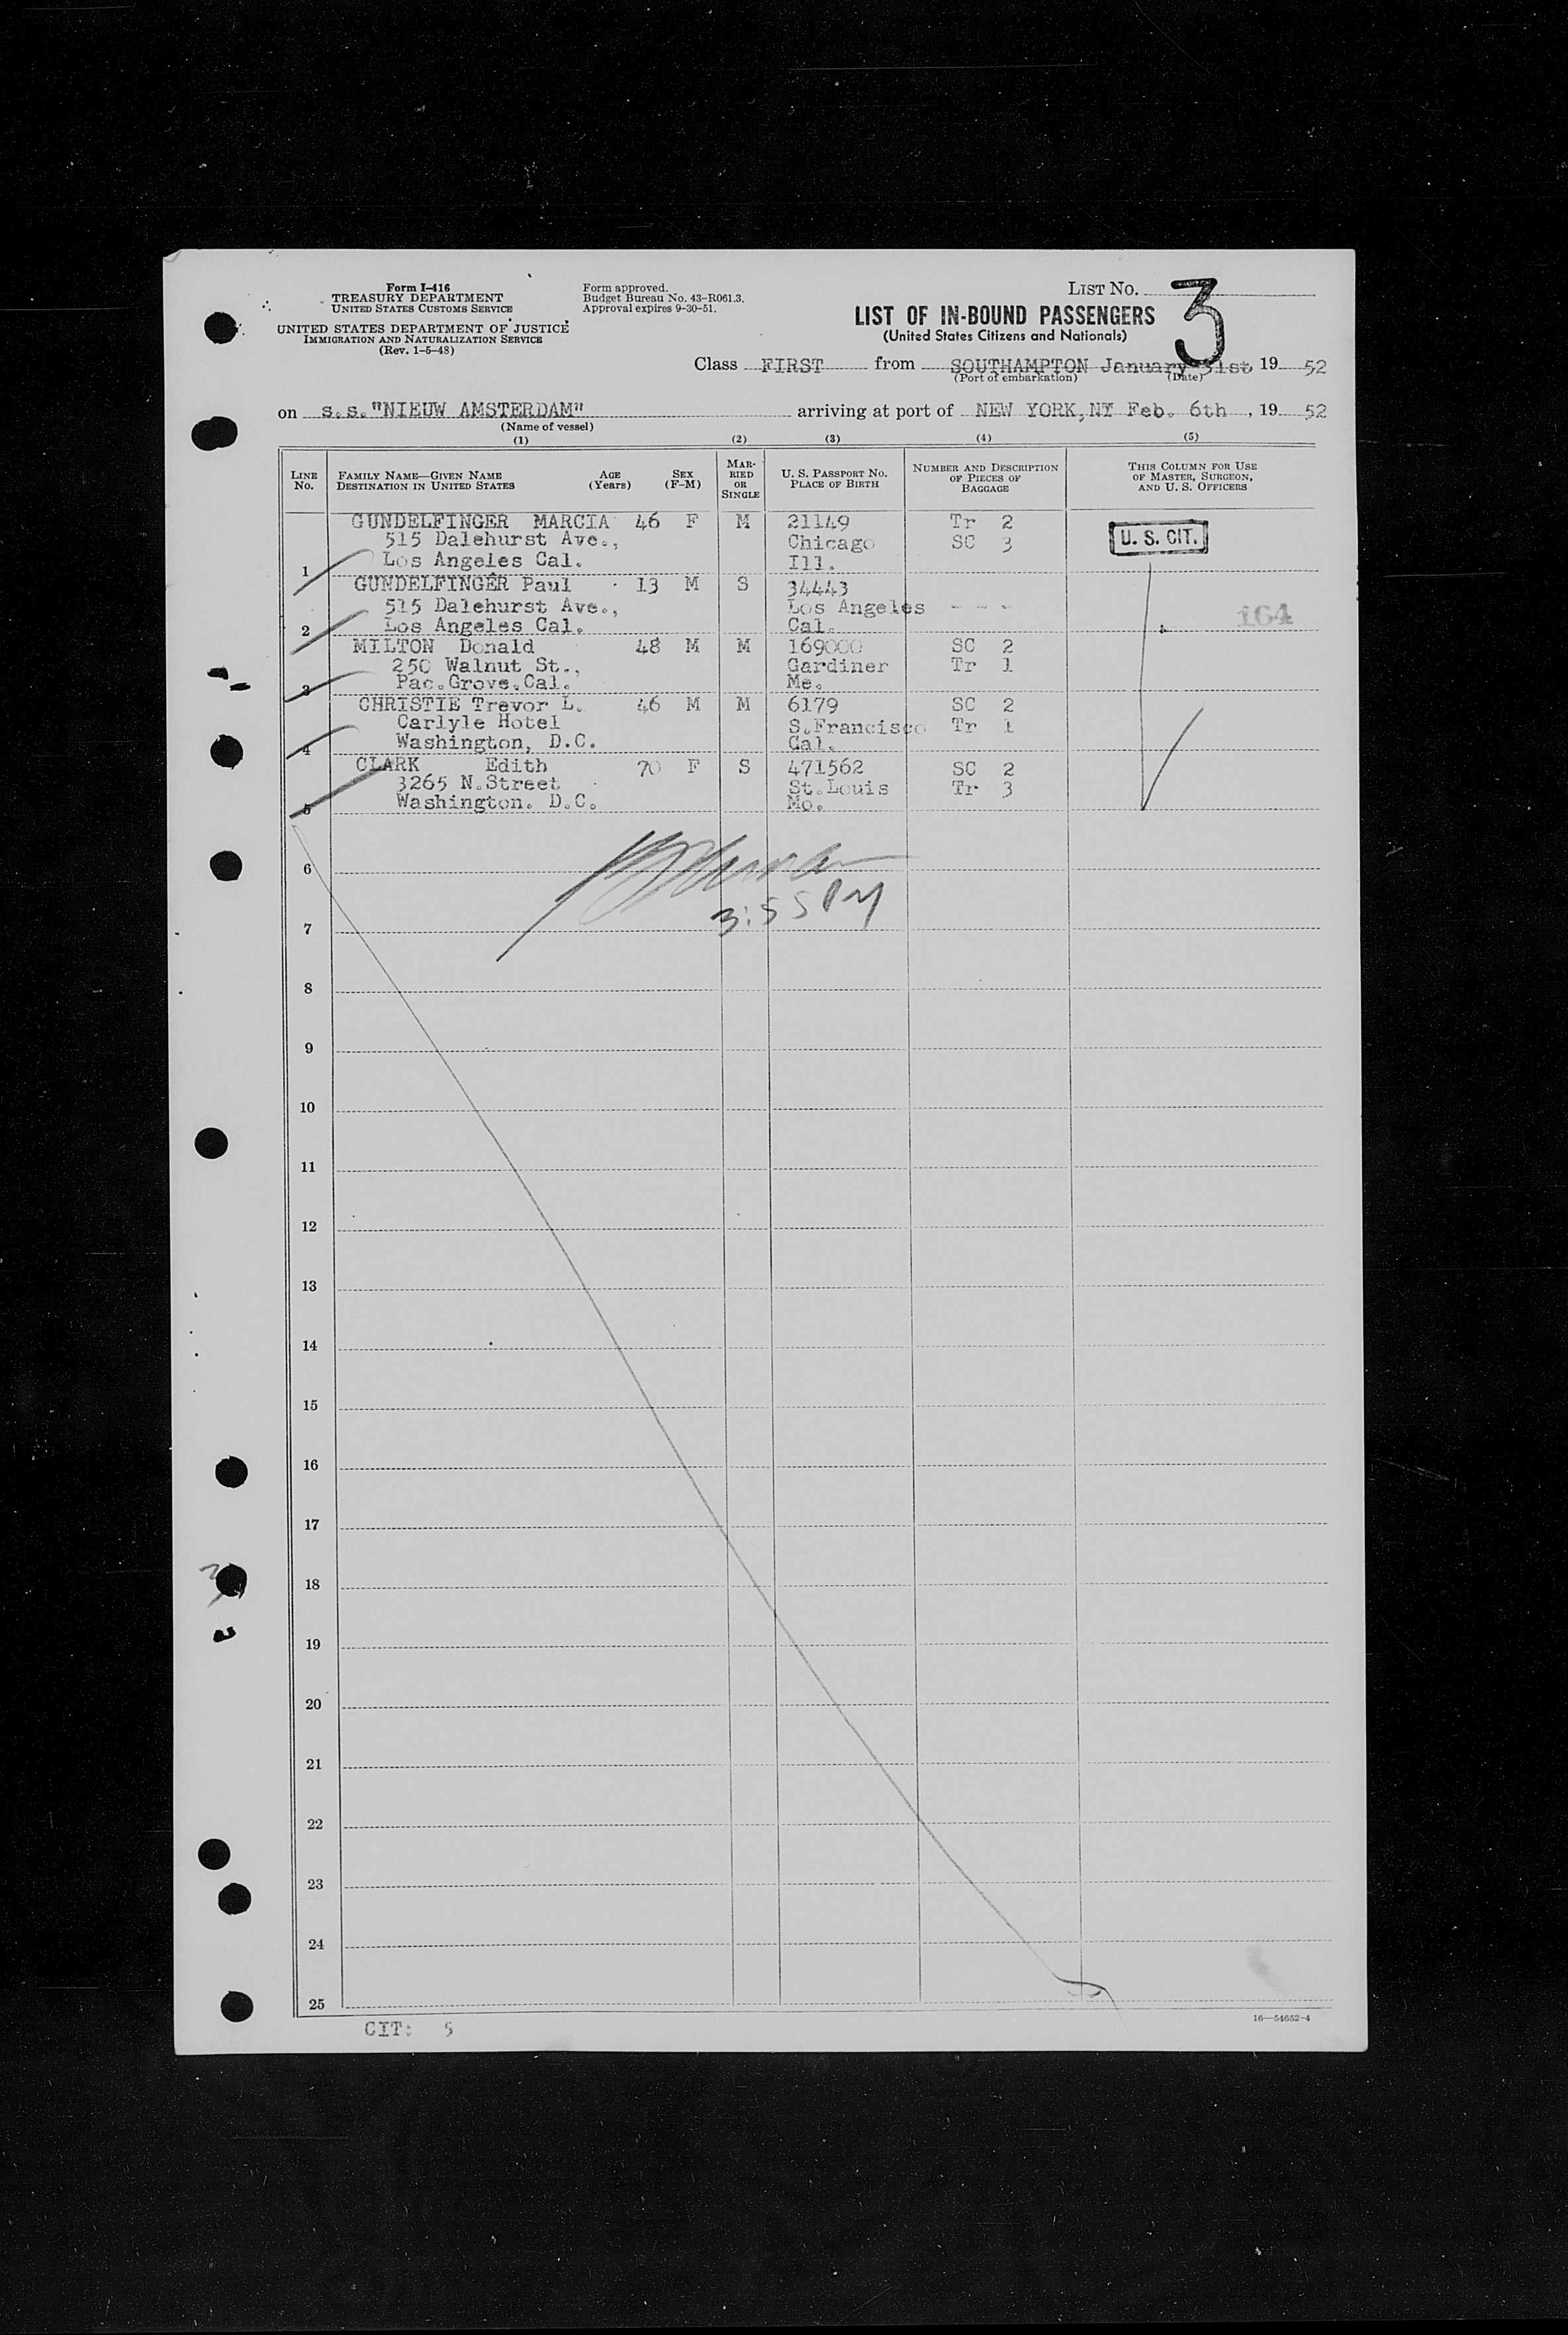 Form I-416
TREASURY DEPARTMENT
UNITED STATES CUSTOMS SERVICE
UNITED STATES DEPARTMENT OF JUSTICE
IMMIGRATION AND NATURALIZATION SERVICE
(Rev. 1-5-48)
Form approved.
Budget Bureau No. 43-R061.3.
Approval expires 9-30-51.
LIST NO. 3
LIST OF IN-BOUND PASSENGERS
(United States Citizens and Nationals)
Class FIRST from SOUTHAMPTON January 31st 19 52
(Port of embarkation) (Date)
on s.s."NIEUW AMSTERDAM" arriving at port of NEW YORK,NY Feb. 6th , 19 52
(Name of vessel)
(1) (2) (3) (4) (5)
LINE NO.
FAMILY NAME—GIVEN NAME
DESTINATION IN UNITED STATES
AGE (Years)
SEX (F-M)
MARRIED OR SINGLE
U. S. PASSPORT NO.
PLACE OF BIRTH
NUMBER AND DESCRIPTION OF PIECES OF BAGGAGE
THIS COLUMN FOR USE OF MASTER, SURGEON, AND U. S. OFFICERS
GUNDELFINGER MARCIA 46 F M 21149 Tr 2
515 Dalehurst Ave., Chicago SC 3 U. S. CIT.
1 Los Angeles Cal. Ill.
GUNDELFINGER Paul 13 M S 34443
515 Dalehurst Ave., Los Angeles - - - 164
2 Los Angeles Cal. Cal.
MILTON Donald 48 M M 169000 SC 2
250 Walnut St., Gardiner Tr 1
3 Pac.Grove.Cal. Me.
CHRISTIE Trevor L. 46 M M 6179 SC 2
Carlyle Hotel S.Francisco Tr 1
4 Washington, D.C. Cal.
CLARK Edith 70 F S 471562 SC 2
3265 N.Street St.Louis Tr 3
5 Washington. D.C. Mo.
6
3:55 PM
7
8
9
10
11
12
13
14
15
16
17
18
19
20
21
22
23
24
25
CIT: 5
16—54652-4